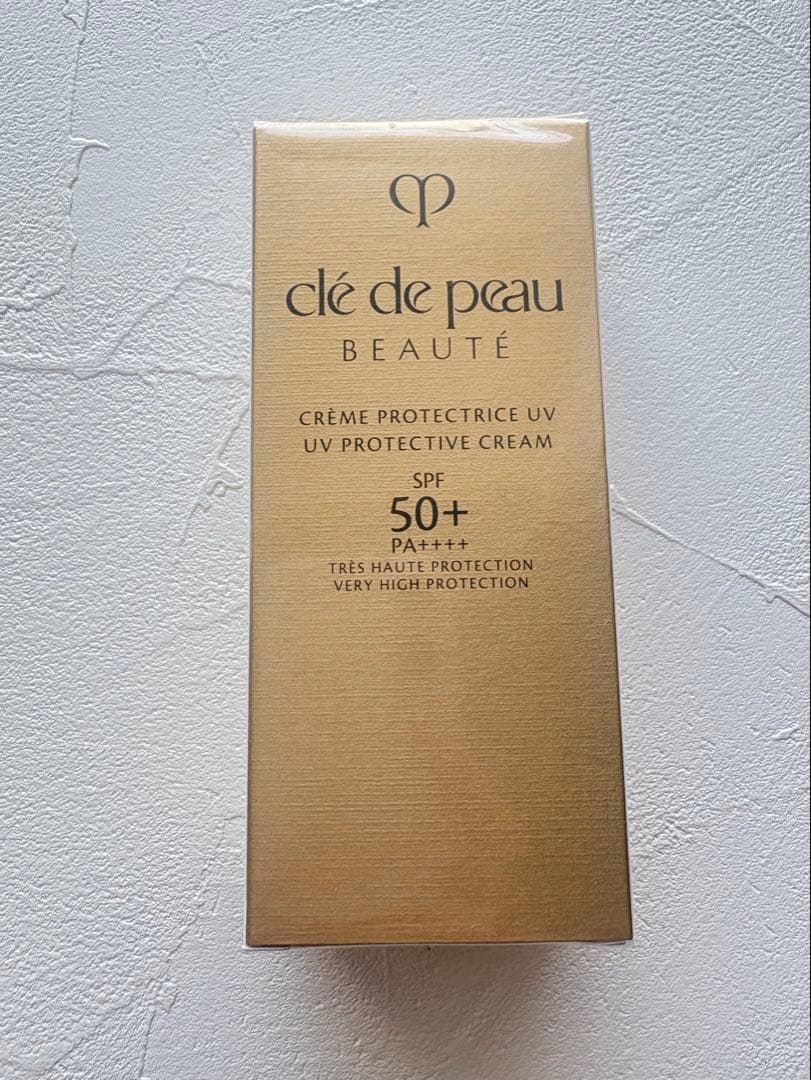 clé de peau
BEAUTÉ
CRÈME PROTECTRICE UV
UV PROTECTIVE CREAM
SPF
50+
PA++++
TRÈS HAUTE PROTECTION
VERY HIGH PROTECTION